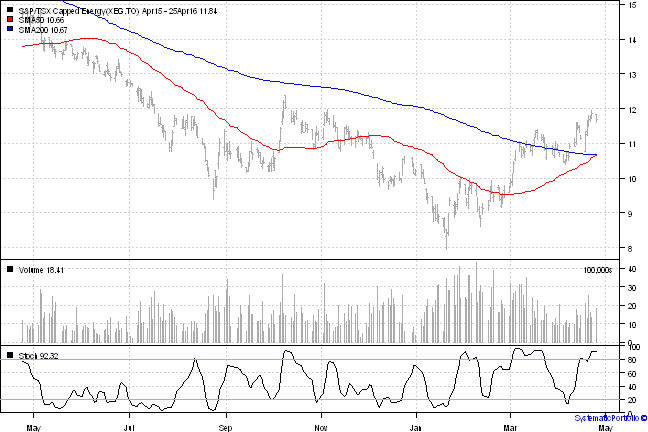 S&P/TSX Capped Energy(XEG.TO) Apr15 - 25Apr16 11.84
SMA50 10.66
SMA200 10.67
15
14
13
12
11
10
9
8
Volume 18.41
100,000s
40
30
20
10
0
Stoch 92.32
100
80
60
40
20
0
May
Jul
Sep
Nov
Jan
Mar
May
SystematicPortfolio ©